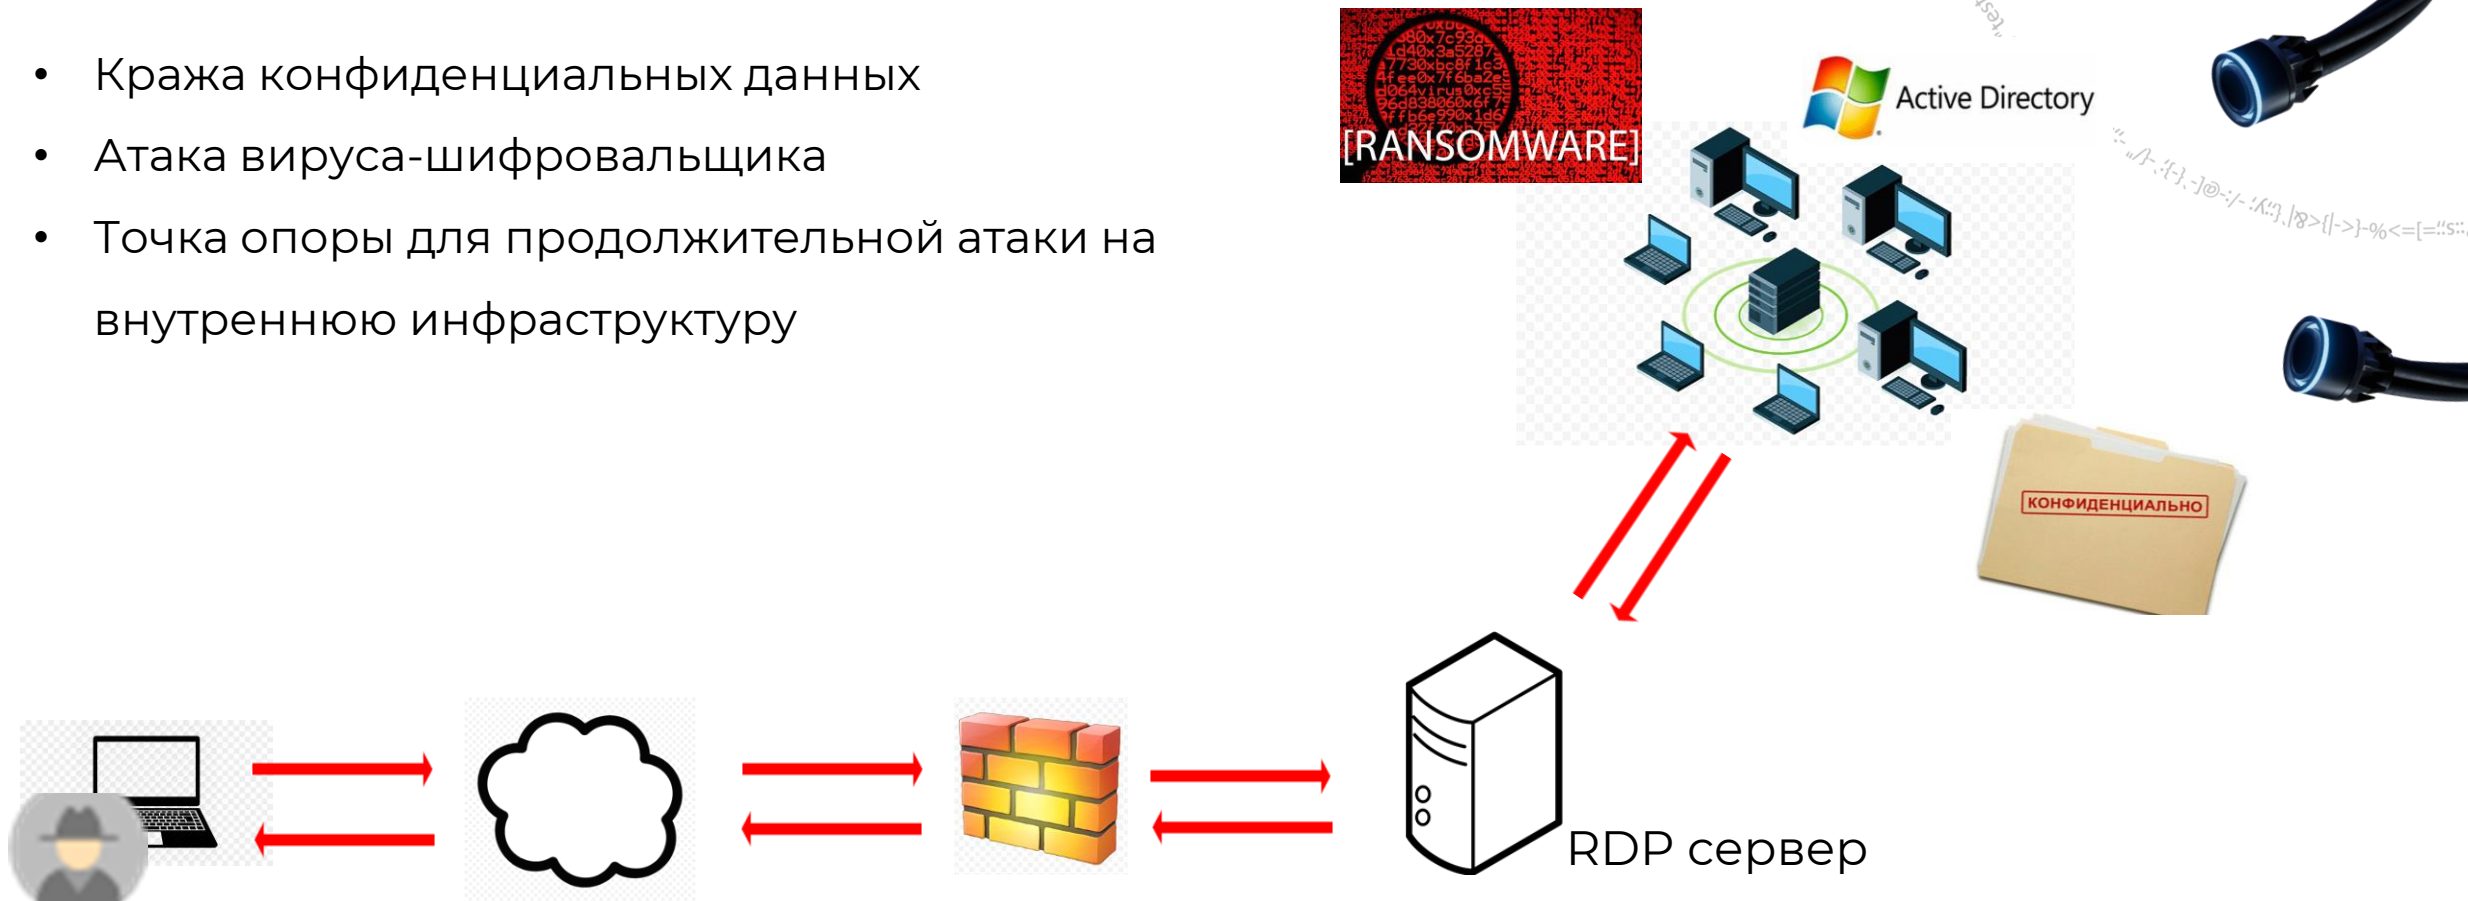 • Кража конфиденциальных данных
• Атака вируса-шифровальщика
• Точка опоры для продолжительной атаки на
внутреннюю инфраструктуру
[RANSOMWARE]
Active Directory
КОНФИДЕНЦИАЛЬНО
RDP сервер